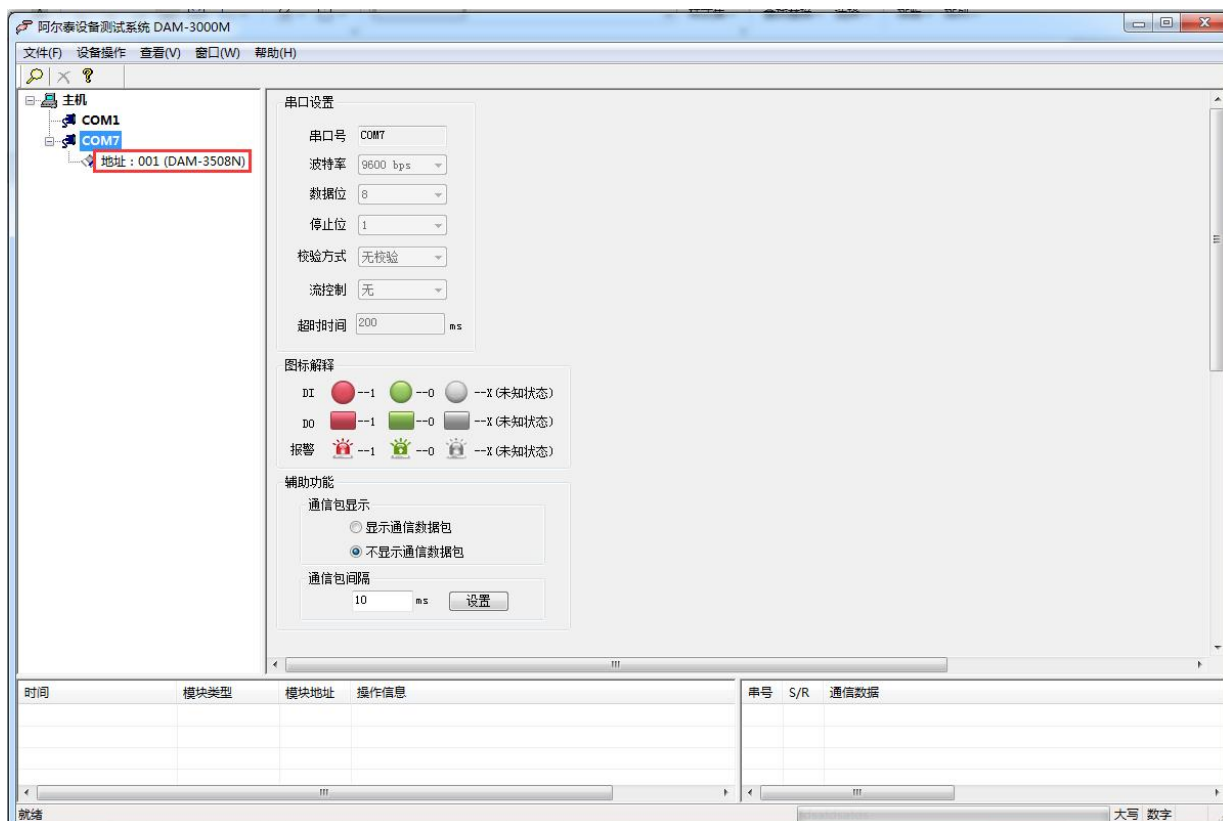 阿尔泰设备测试系统 DAM-3000M
文件(F) 设备操作 查看(V) 窗口(W) 帮助(H)
主机
COM1
COM7
地址：001 (DAM-3508N)
串口设置
串口号 COM7
波特率 9600 bps
数据位 8
停止位 1
校验方式 无校验
流控制 无
超时时间 200 ms
图标解释
DI --1 --0 --X(未知状态)
DO --1 --0 --X(未知状态)
报警 --1 --0 --X(未知状态)
辅助功能
通信包显示
显示通信数据包
不显示通信数据包
通信包间隔
10 ms 设置
时间 模块类型 模块地址 操作信息
串号 S/R 通信数据
就绪
大写 数字